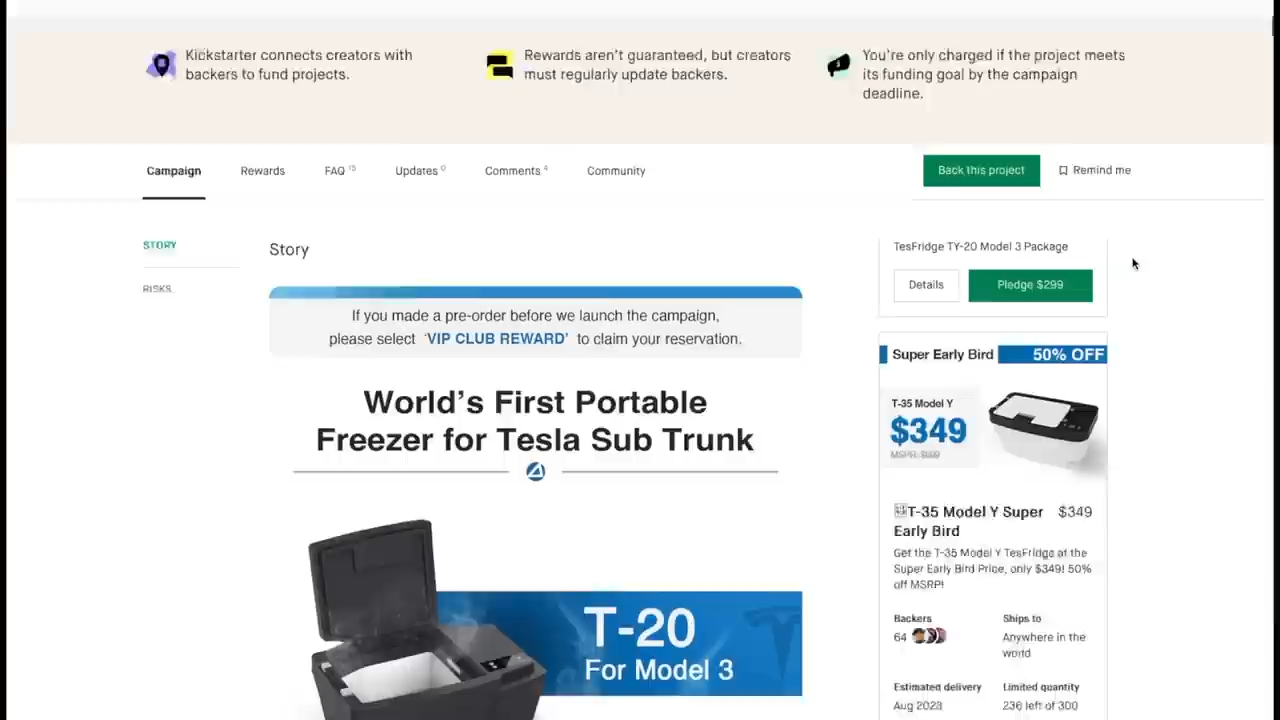 Kickstarter connects creators with
backers to fund projects.
Rewards aren't guaranteed, but creators
must regularly update backers.
You're only charged if the project meets
its funding goal by the campaign
deadline.
Campaign
Rewards
FAQ 15
Updates 0
Comments 4
Community
Back this project
Remind me
STORY
RISKS
Story
If you made a pre-order before we launch the campaign,
please select 'VIP CLUB REWARD' to claim your reservation.
World's First Portable
Freezer for Tesla Sub Trunk
T-20
For Model 3
TesFridge TY-20 Model 3 Package
Details
Pledge $299
Super Early Bird
50% OFF
T-35 Model Y
$349
T-35 Model Y Super
Early Bird
$349
Get the T-35 Model Y TesFridge at the
Super Early Bird Price, only $349! 50%
off MSRP!
Backers
64
Ships to
Anywhere in the
world
Estimated delivery
Aug 2023
Limited quantity
236 left of 300